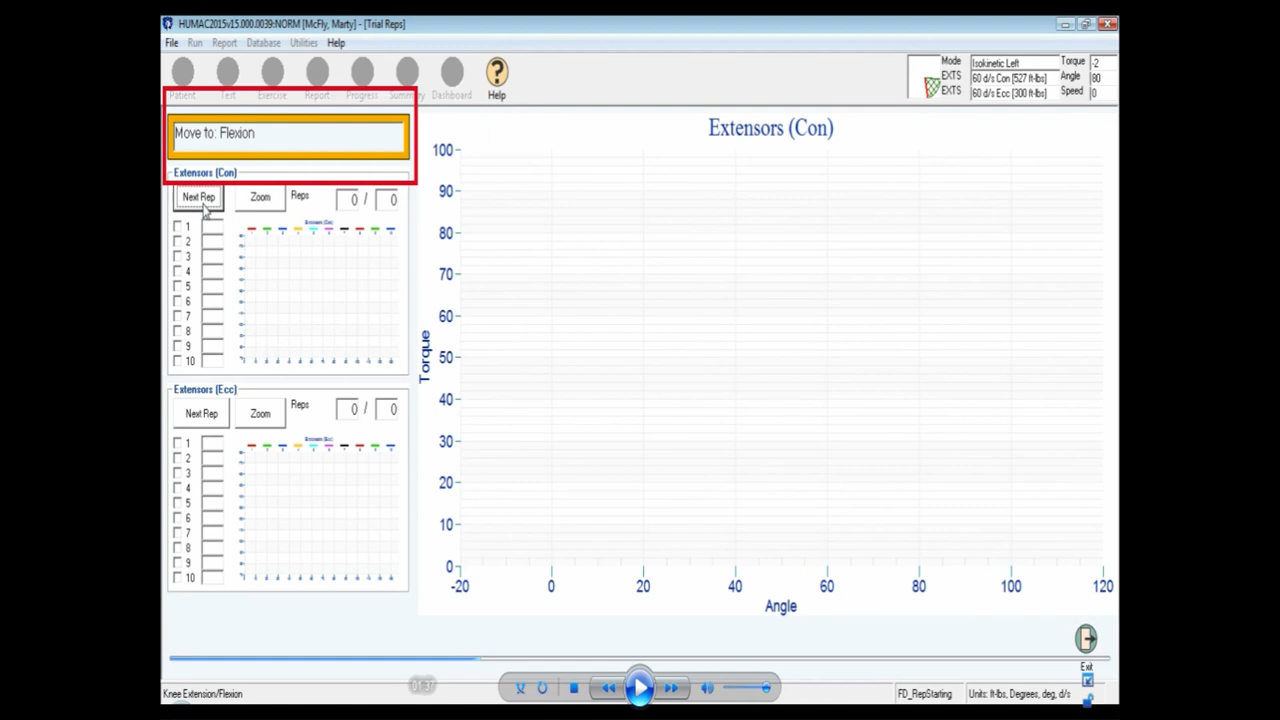 HUMAC2015v15.000.0039:NORM [McFly, Marty] - [Trial Reps]
File Run Report Database Utilities Help
Patient Test Exercise Report Progress Summary Dashboard Help
Mode Isokinetic Left Torque -2
EXTS 60 d/s Con [527 ft-lbs] Angle 80
EXTS 60 d/s Ecc [300 ft-lbs] Speed 0
Move to: Flexion
Extensors (Con)
Next Rep Zoom Reps 0 / 0
1
2
3
4
5
6
7
8
9
10
Extensors (Ecc)
Next Rep Zoom Reps 0 / 0
1
2
3
4
5
6
7
8
9
10
Extensors (Con)
100
90
80
70
60
50
40
30
20
10
0
Torque
-20 0 20 40 60 80 100 120
Angle
Exit
01:37
Knee Extension/Flexion FD_RepStarting Units: ft-lbs, Degrees, deg, d/s